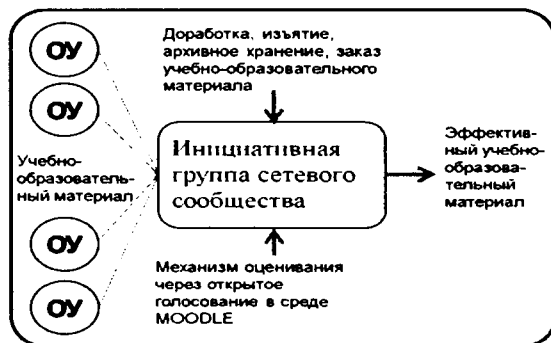 ОУ
ОУ
Учебно-
образователь-
ный материал
ОУ
ОУ
Доработка, изъятие,
архивное хранение, заказ
учебно-образовательного
материала
Инициативная
группа сетевого
сообщества
Механизм оценивания
через открытое
голосование в среде
MOODLE
Эффектив-
ный учебно-
образова-
тельный
материал